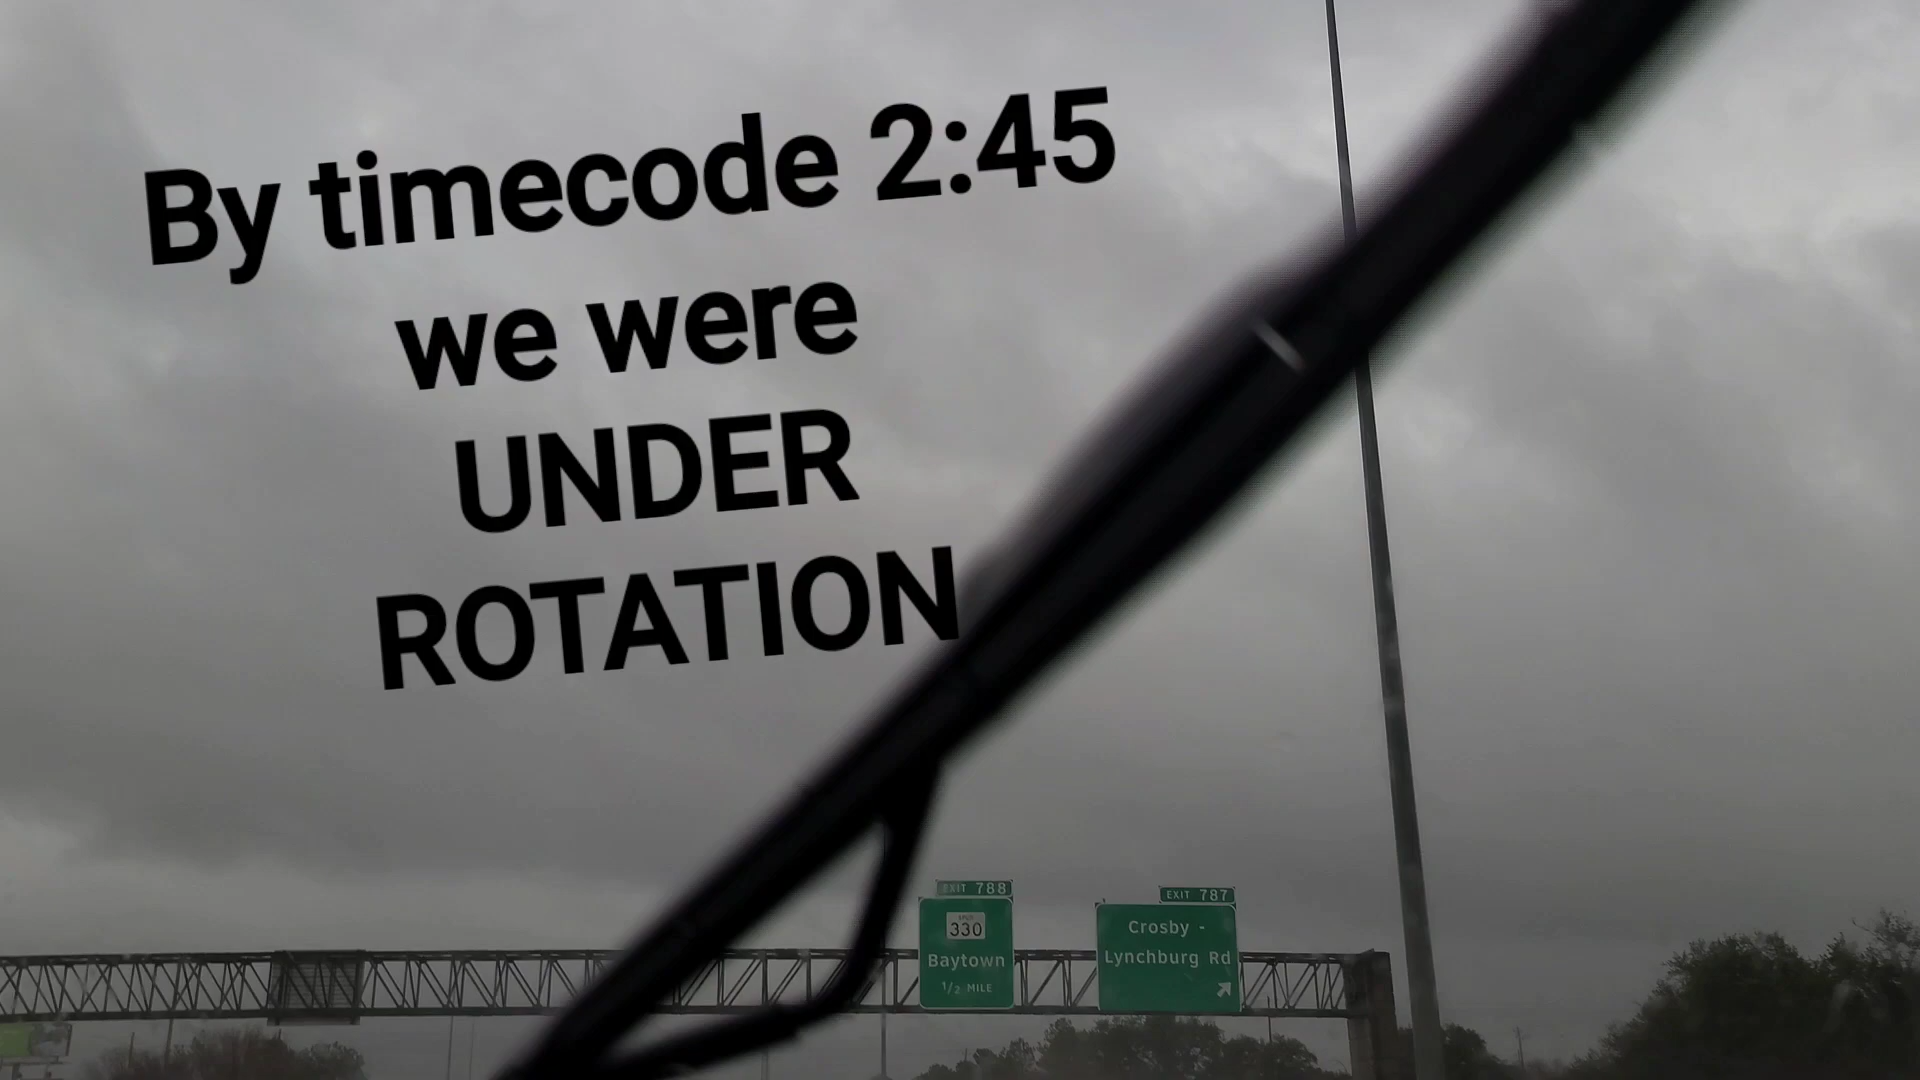 By timecode 2:45
we were
UNDER
ROTATION
EXIT 788
SPUR
330
Baytown
1/2 MILE
EXIT 787
Crosby -
Lynchburg Rd